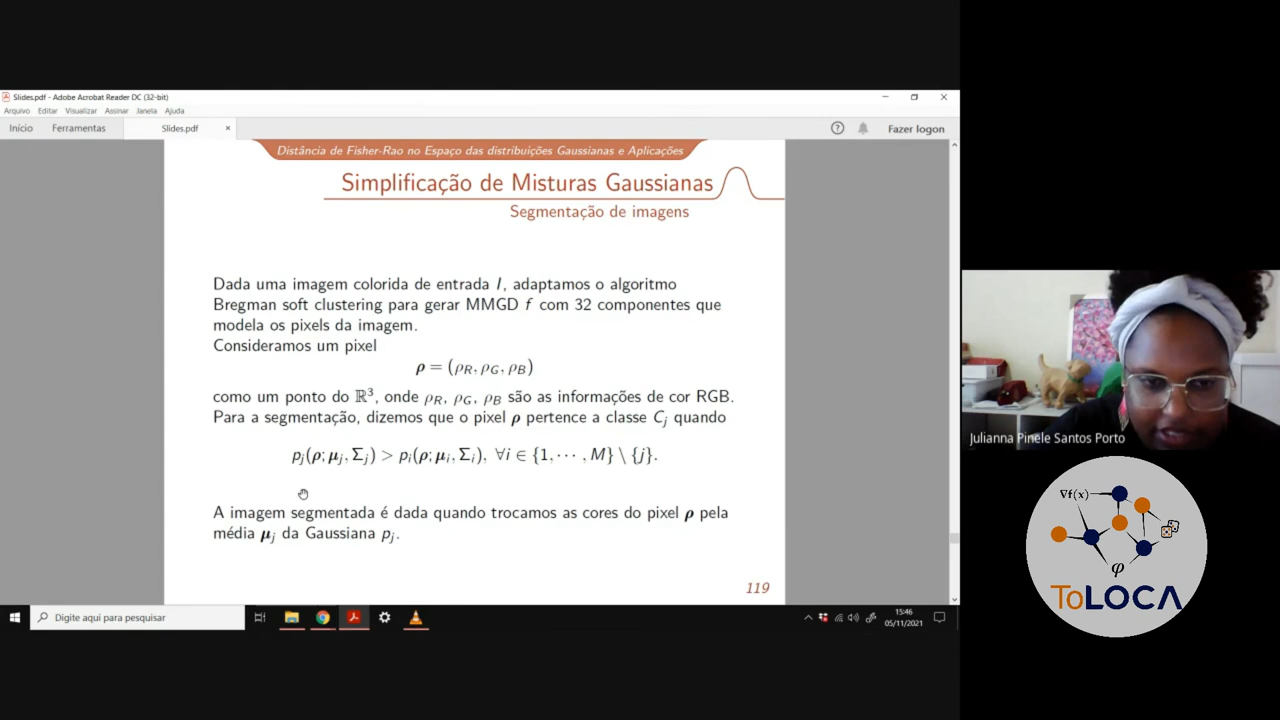 Slides.pdf - Adobe Acrobat Reader DC (32-bit)
Arquivo Editar Visualizar Assinar Janela Ajuda
Início Ferramentas Slides.pdf × Fazer logon
Distância de Fisher-Rao no Espaço das distribuições Gaussianas e Aplicações
Simplificação de Misturas Gaussianas
Segmentação de imagens
Dada uma imagem colorida de entrada I, adaptamos o algoritmo
Bregman soft clustering para gerar MMGD f com 32 componentes que
modela os pixels da imagem.
Consideramos um pixel
ρ = (ρ_R, ρ_G, ρ_B)
como um ponto do ℝ³, onde ρ_R, ρ_G, ρ_B são as informações de cor RGB.
Para a segmentação, dizemos que o pixel ρ pertence a classe C_j quando
p_j(ρ; μ_j, Σ_j) > p_i(ρ; μ_i, Σ_i), ∀i ∈ {1, ⋯ , M} \ {j}.
A imagem segmentada é dada quando trocamos as cores do pixel ρ pela
média μ_j da Gaussiana p_j.
119
Digite aqui para pesquisar
15:46
05/11/2021
Julianna Pinele Santos Porto
∇f(x)
φ
ToLOCA